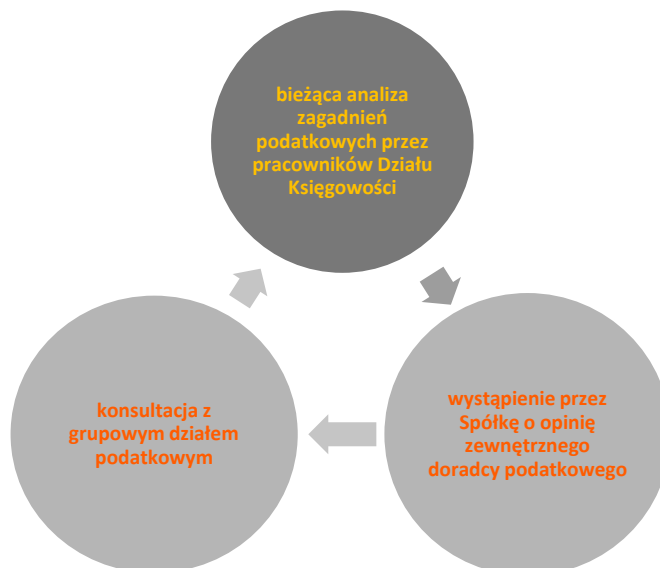 bieżąca analiza
zagadnień
podatkowych przez
pracowników Działu
Księgowości
wystąpienie przez
Spółkę o opinię
zewnętrznego
doradcy podatkowego
konsultacja z
grupowym działem
podatkowym